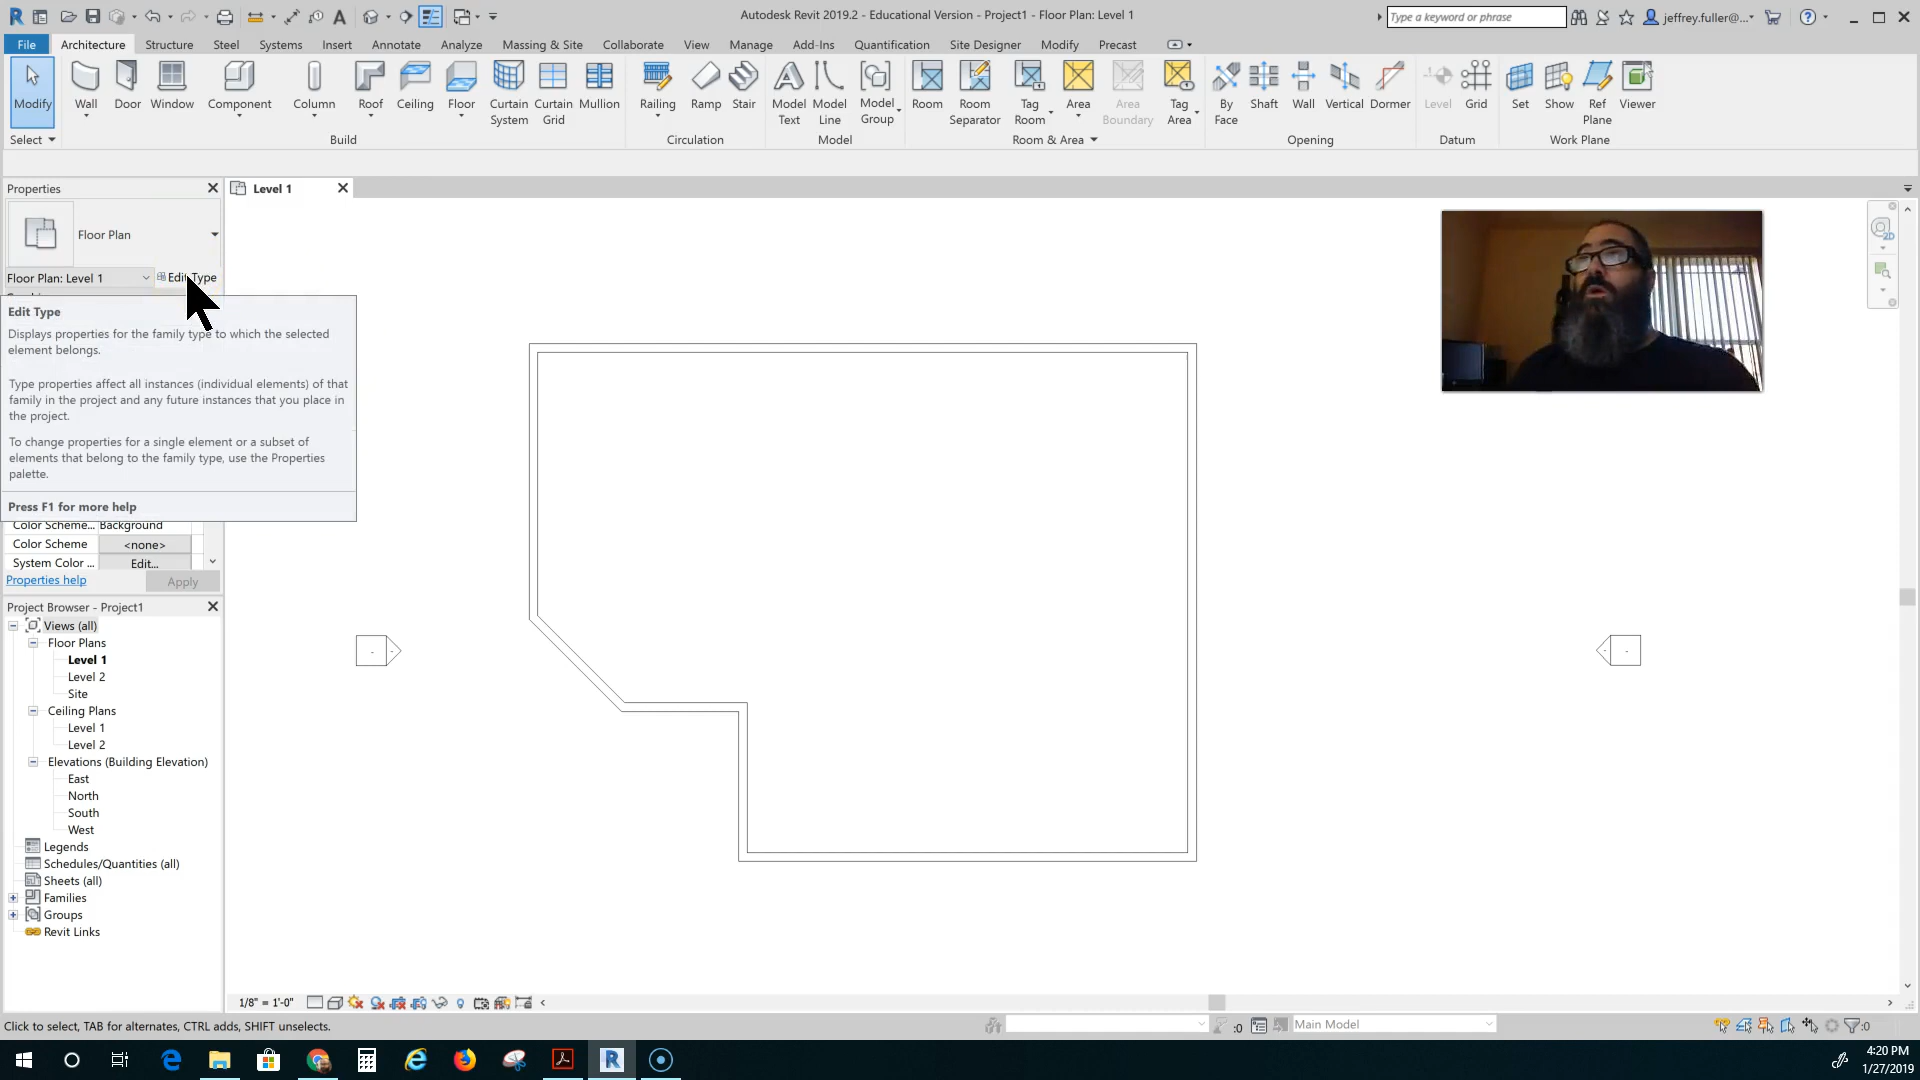 Autodesk Revit 2019.2 - Educational Version - Project1 - Floor Plan: Level 1
Type a keyword or phrase
jeffrey.fuller@...
File Architecture Structure Steel Systems Insert Annotate Analyze Massing & Site Collaborate View Manage Add-Ins Quantification Site Designer Modify Precast
Modify Wall Door Window Component Column Roof Ceiling Floor Curtain System Curtain Grid Mullion Railing Ramp Stair Model Text Model Line Model Group Room Room Separator Tag Room Area Area Boundary Tag Area By Face Shaft Wall Vertical Dormer Level Grid Set Show Ref Plane Viewer
Select Build Circulation Model Room & Area Opening Datum Work Plane
Properties
Level 1
Floor Plan
Floor Plan: Level 1
Edit Type
Edit Type
Displays properties for the family type to which the selected
element belongs.
Type properties affect all instances (individual elements) of that
family in the project and any future instances that you place in
the project.
To change properties for a single element or a subset of
elements that belong to the family type, use the Properties
palette.
Press F1 for more help
Color Scheme... Background
Color Scheme <none>
System Color ... Edit...
Properties help Apply
Project Browser - Project1
Views (all)
Floor Plans
Level 1
Level 2
Site
Ceiling Plans
Level 1
Level 2
Elevations (Building Elevation)
East
North
South
West
Legends
Schedules/Quantities (all)
Sheets (all)
Families
Groups
Revit Links
1/8" = 1'-0"
Click to select, TAB for alternates, CTRL adds, SHIFT unselects.
:0
Main Model
:0
4:20 PM
1/27/2019